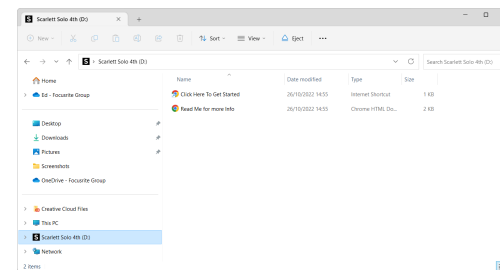 Scarlett Solo 4th (D:)
New
Sort
View
Eject
Scarlett Solo 4th (D:)
Search Scarlett Solo 4th (D:)
Home
Ed - Focusrite Group
Desktop
Downloads
Pictures
Screenshots
OneDrive - Focusrite Group
Creative Cloud Files
This PC
Scarlett Solo 4th (D:)
Network
Name Date modified Type Size
Click Here To Get Started 26/10/2022 14:55 Internet Shortcut 1 KB
Read Me for more Info 26/10/2022 14:55 Chrome HTML Do... 2 KB
2 items